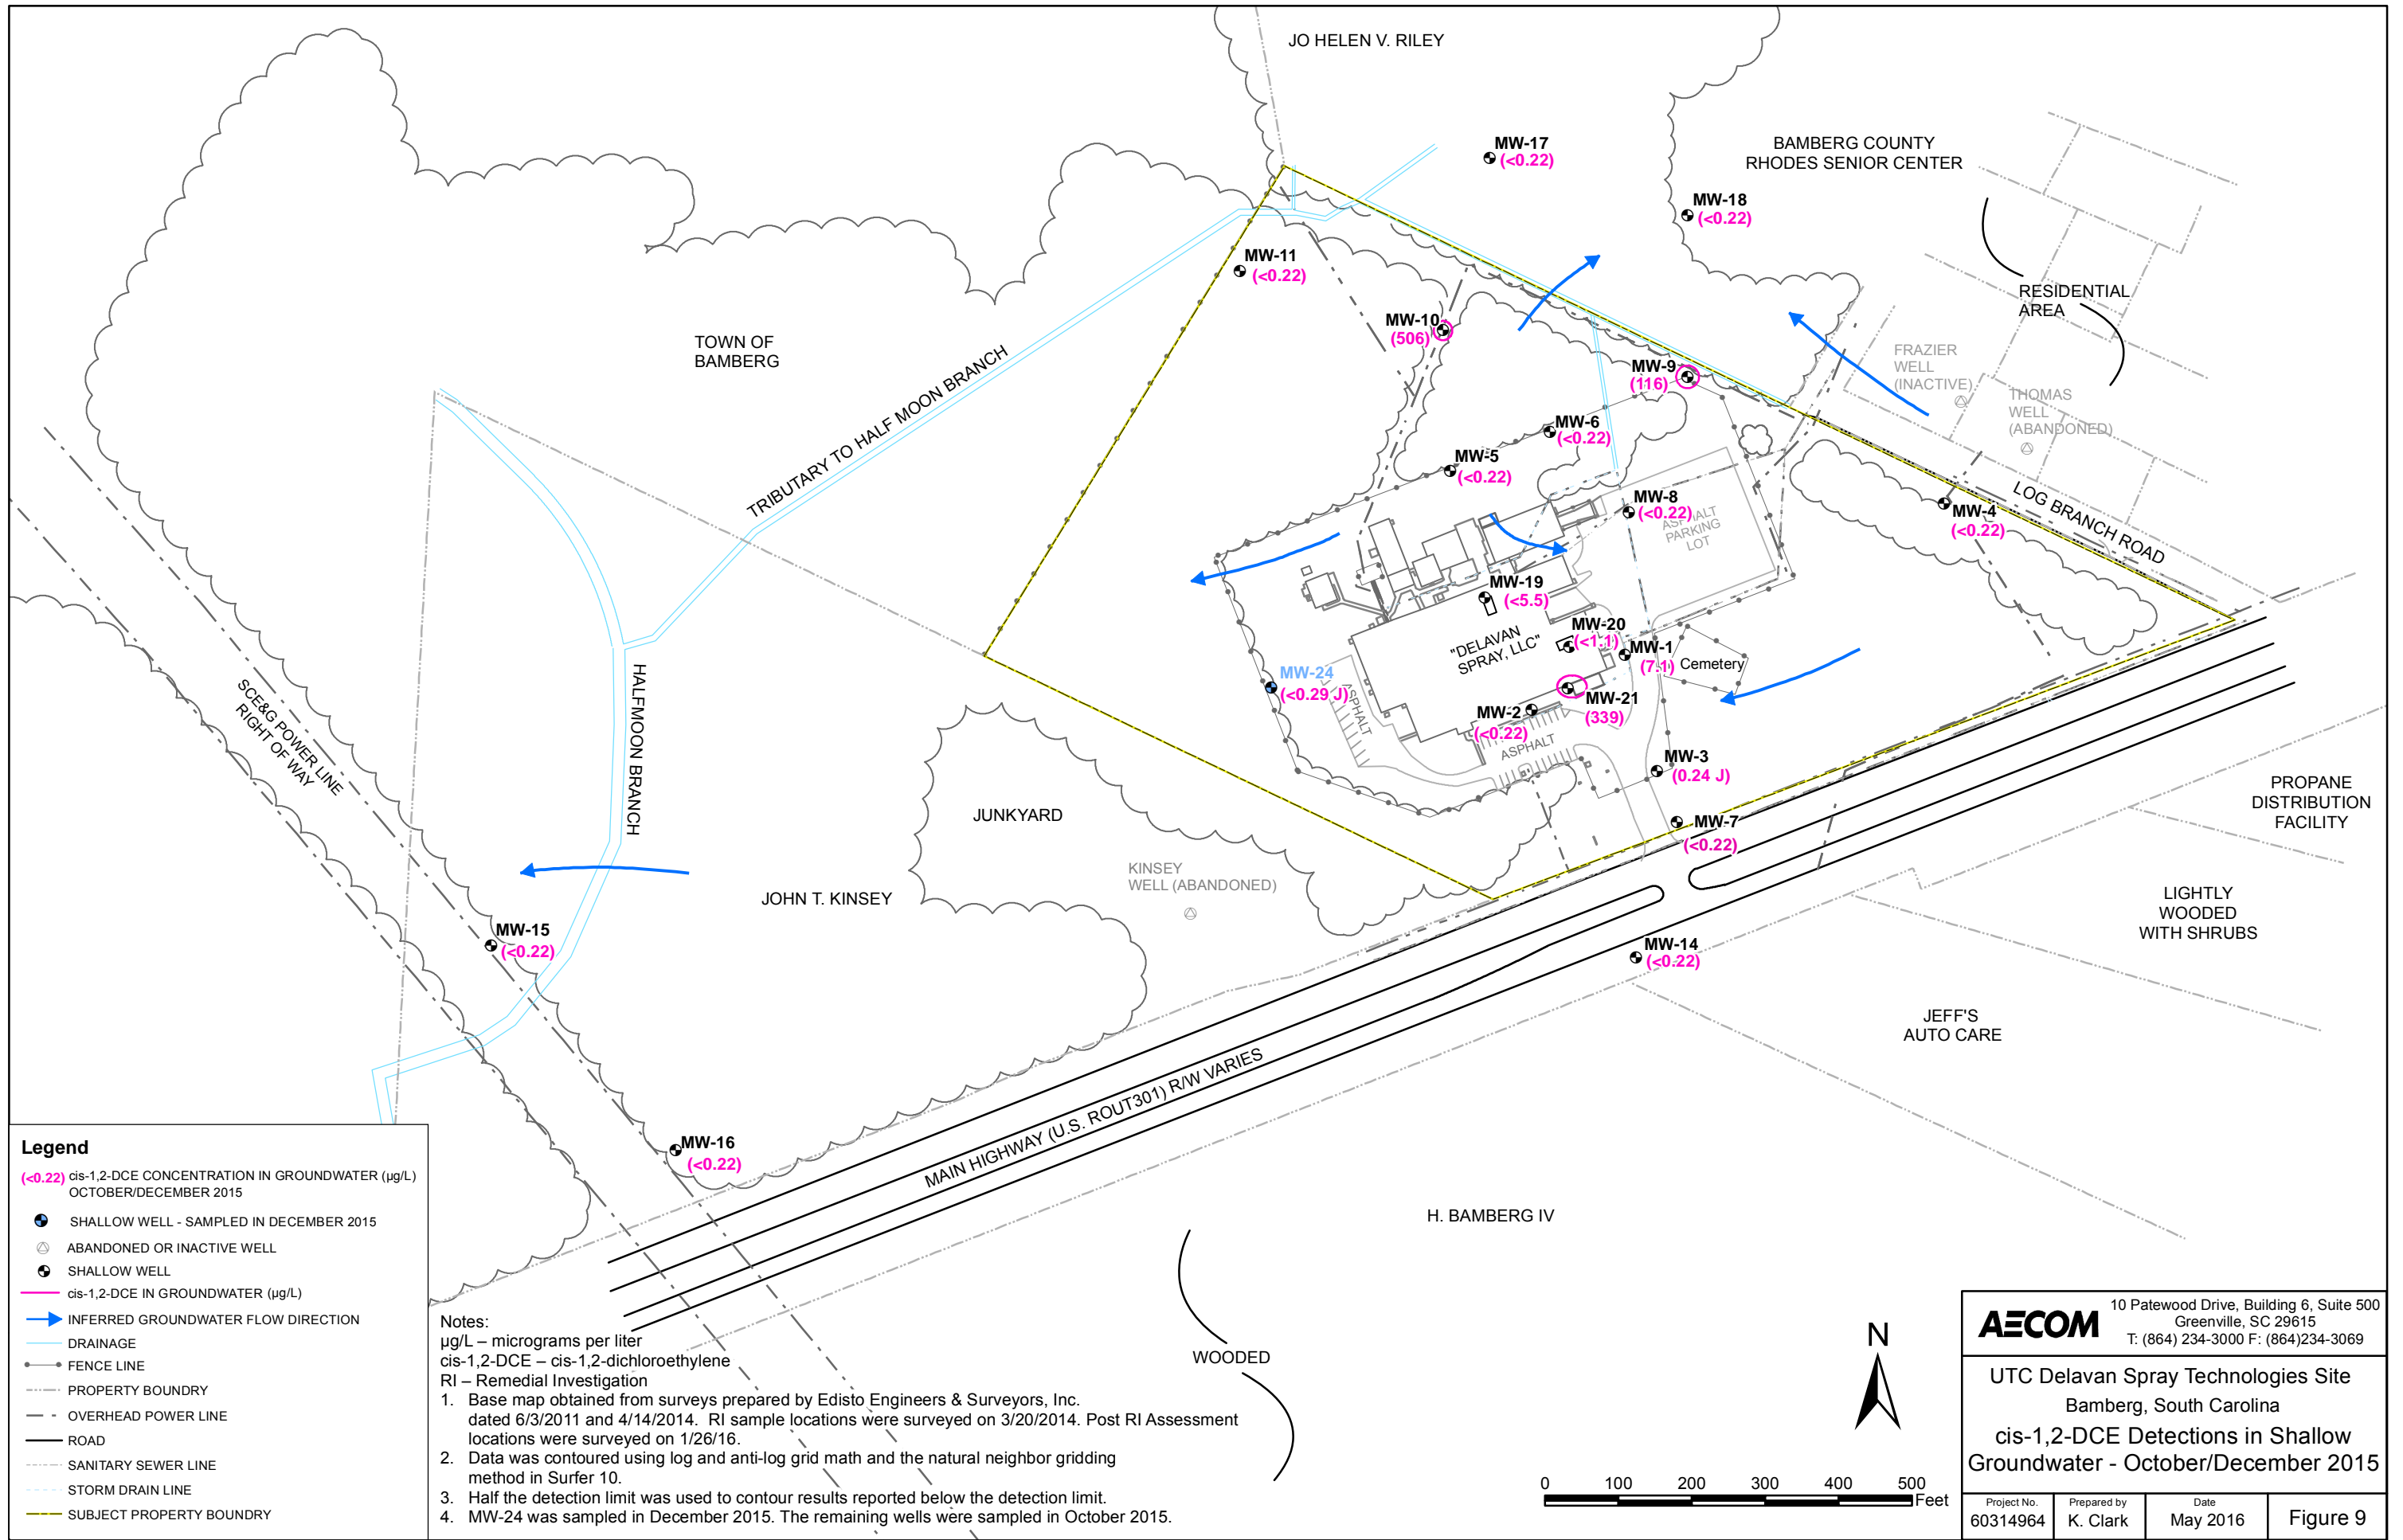 JO HELEN V. RILEY
MW-17
(<0.22)
BAMBERG COUNTY
RHODES SENIOR CENTER
MW-18
(<0.22)
MW-11
(<0.22)
RESIDENTIAL
AREA
MW-10
(506)
TOWN OF
BAMBERG
FRAZIER
WELL
(INACTIVE)
MW-9
(116)
THOMAS
WELL
(ABANDONED)
TRIBUTARY TO HALF MOON BRANCH
MW-6
(<0.22)
MW-5
(<0.22)
MW-8
(<0.22)
ASPHALT
PARKING
LOT
MW-4
(<0.22)
LOG BRANCH ROAD
MW-19
(<5.5)
MW-20
(<1.1)
"DELAVAN
SPRAY, LLC"
MW-1
(7.1)
Cemetery
MW-24
(<0.29 J)
ASPHALT
MW-21
(339)
MW-2
(<0.22)
ASPHALT
SCE&G POWER LINE
RIGHT OF WAY
HALFMOON BRANCH
MW-3
(0.24 J)
MW-7
(<0.22)
PROPANE
DISTRIBUTION
FACILITY
JUNKYARD
KINSEY
WELL (ABANDONED)
JOHN T. KINSEY
LIGHTLY
WOODED
WITH SHRUBS
MW-15
(<0.22)
MW-14
(<0.22)
JEFF'S
AUTO CARE
MAIN HIGHWAY (U.S. ROUT301) R/W VARIES
MW-16
(<0.22)
H. BAMBERG IV
WOODED
Legend
(<0.22) cis-1,2-DCE CONCENTRATION IN GROUNDWATER (µg/L)
OCTOBER/DECEMBER 2015
SHALLOW WELL - SAMPLED IN DECEMBER 2015
ABANDONED OR INACTIVE WELL
SHALLOW WELL
cis-1,2-DCE IN GROUNDWATER (µg/L)
INFERRED GROUNDWATER FLOW DIRECTION
DRAINAGE
FENCE LINE
PROPERTY BOUNDRY
OVERHEAD POWER LINE
ROAD
SANITARY SEWER LINE
STORM DRAIN LINE
SUBJECT PROPERTY BOUNDRY
Notes:
µg/L – micrograms per liter
cis-1,2-DCE – cis-1,2-dichloroethylene
RI – Remedial Investigation
1. Base map obtained from surveys prepared by Edisto Engineers & Surveyors, Inc.
dated 6/3/2011 and 4/14/2014. RI sample locations were surveyed on 3/20/2014. Post RI Assessment
locations were surveyed on 1/26/16.
2. Data was contoured using log and anti-log grid math and the natural neighbor gridding
method in Surfer 10.
3. Half the detection limit was used to contour results reported below the detection limit.
4. MW-24 was sampled in December 2015. The remaining wells were sampled in October 2015.
N
0 100 200 300 400 500
Feet
AECOM
10 Patewood Drive, Building 6, Suite 500
Greenville, SC 29615
T: (864) 234-3000 F: (864)234-3069
UTC Delavan Spray Technologies Site
Bamberg, South Carolina
cis-1,2-DCE Detections in Shallow
Groundwater - October/December 2015
Project No.
60314964
Prepared by
K. Clark
Date
May 2016
Figure 9